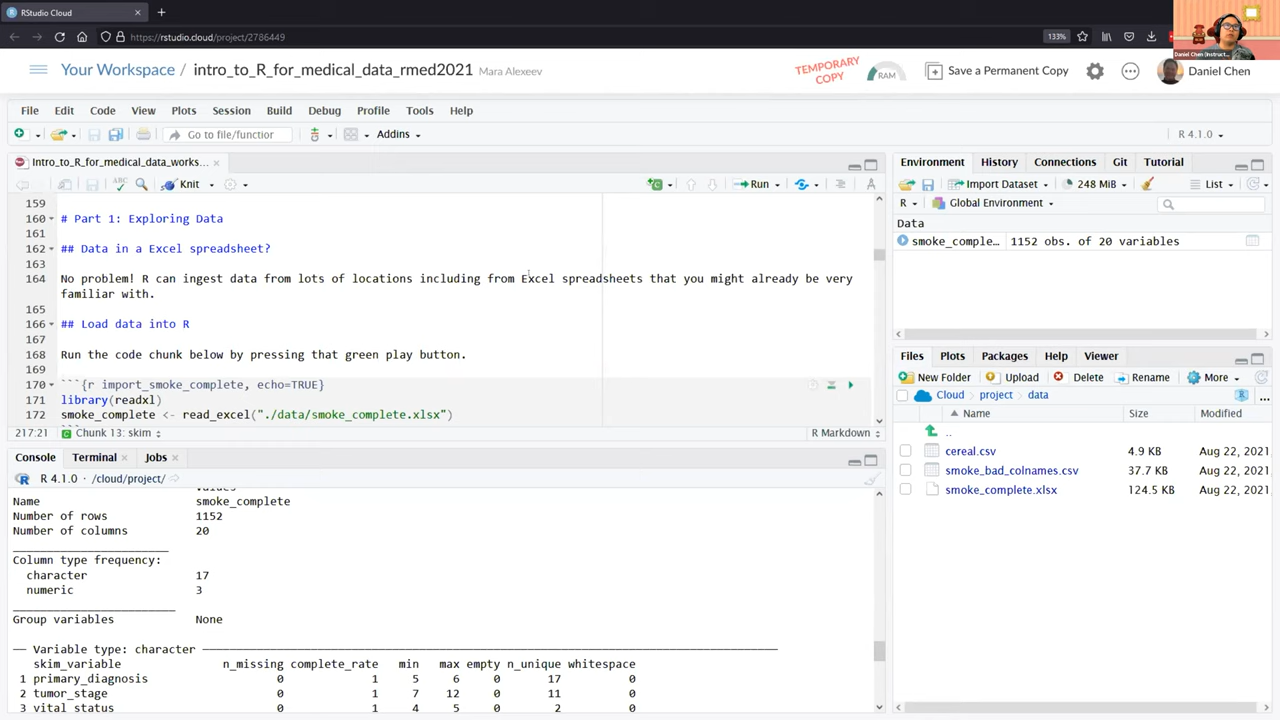 RStudio Cloud
https://rstudio.cloud/project/2786449
133%
Daniel Chen (Instruct
Your Workspace / intro_to_R_for_medical_data_rmed2021 Mara Alexeev
TEMPORARY COPY
RAM
Save a Permanent Copy
Daniel Chen
File Edit Code View Plots Session Build Debug Profile Tools Help
Go to file/functior
Addins
R 4.1.0
Intro_to_R_for_medical_data_works...
Knit
Run
159
160 # Part 1: Exploring Data
161
162 ## Data in a Excel spreadsheet?
163
164 No problem! R can ingest data from lots of locations including from Excel spreadsheets that you might already be very
familiar with.
165
166 ## Load data into R
167
168 Run the code chunk below by pressing that green play button.
169
170 ```{r import_smoke_complete, echo=TRUE}
171 library(readxl)
172 smoke_complete <- read_excel("./data/smoke_complete.xlsx")
217:21 Chunk 13: skim R Markdown
Console Terminal Jobs
R 4.1.0 · /cloud/project/
Values
Name smoke_complete
Number of rows 1152
Number of columns 20
_______________________
Column type frequency:
character 17
numeric 3
________________________
Group variables None
── Variable type: character ──
skim_variable n_missing complete_rate min max empty n_unique whitespace
1 primary_diagnosis 0 1 5 6 0 17 0
2 tumor_stage 0 1 7 12 0 11 0
3 vital_status 0 1 4 5 0 2 0
Environment History Connections Git Tutorial
Import Dataset 248 MiB List
R Global Environment
Data
smoke_comple… 1152 obs. of 20 variables
Files Plots Packages Help Viewer
New Folder Upload Delete Rename More
Cloud project data
...
Name Size Modified
..
cereal.csv 4.9 KB Aug 22, 2021,
smoke_bad_colnames.csv 37.7 KB Aug 22, 2021,
smoke_complete.xlsx 124.5 KB Aug 22, 2021,